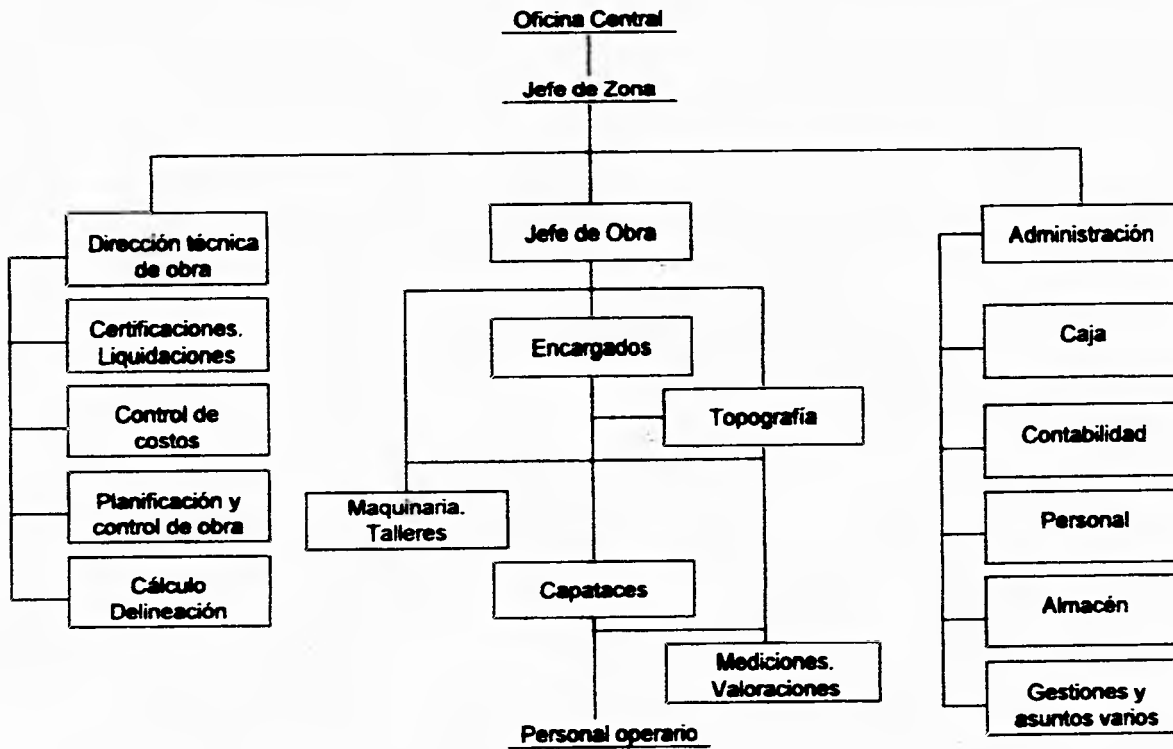 Oficina Central
Jefe de Zona
Dirección técnica
de obra
Certificaciones.
Liquidaciones
Control de
costos
Planificación y
control de obra
Cálculo
Delineación
Jefe de Obra
Encargados
Topografía
Maquinaria.
Talleres
Capataces
Mediciones.
Valoraciones
Personal operario
Administración
Caja
Contabilidad
Personal
Almacén
Gestiones y
asuntos varios